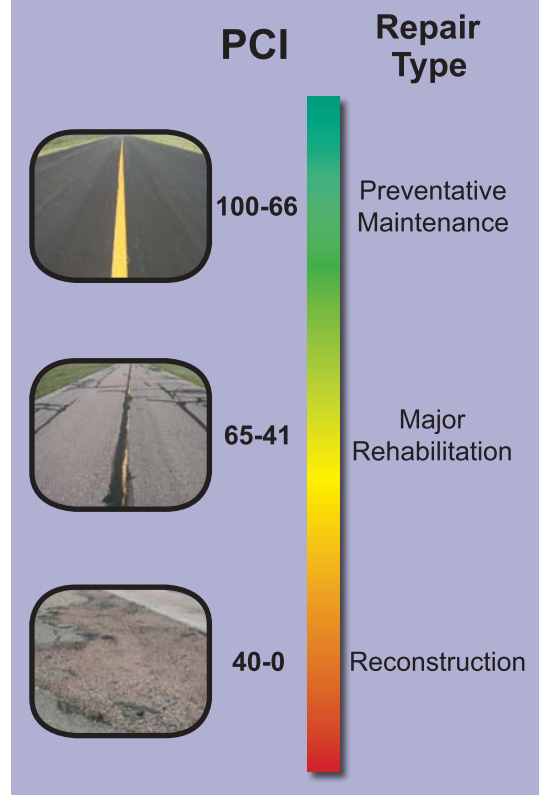 PCI
Repair
Type
100-66
Preventative
Maintenance
65-41
Major
Rehabilitation
40-0
Reconstruction